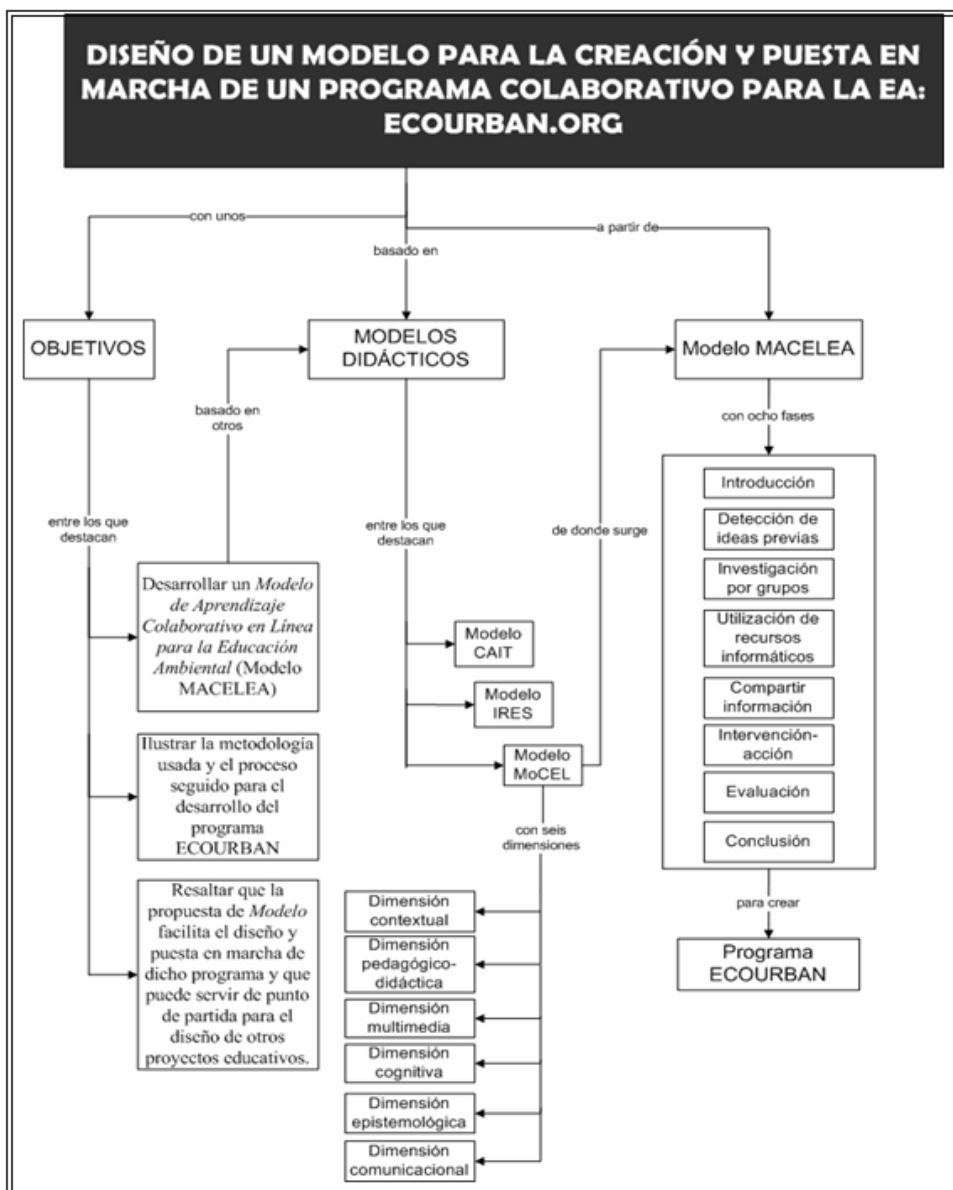 DISEÑO DE UN MODELO PARA LA CREACIÓN Y PUESTA EN
MARCHA DE UN PROGRAMA COLABORATIVO PARA LA EA:
ECOURBAN.ORG
con unos
basado en
a partir de
OBJETIVOS
MODELOS
DIDÁCTICOS
Modelo MACELEA
basado en
otros
entre los que
destacan
entre los que
destacan
de donde surge
con ocho fases
Desarrollar un Modelo
de Aprendizaje
Colaborativo en Línea
para la Educación
Ambiental (Modelo
MACELEA)
Ilustrar la metodología
usada y el proceso
seguido para el
desarrollo del
programa
ECOURBAN
Resaltar que la
propuesta de Modelo
facilita el diseño y
puesta en marcha de
dicho programa y que
puede servir de punto
de partida para el
diseño de otros
proyectos educativos.
Modelo
CAIT
Modelo
IRES
Modelo
MoCEL
con seis
dimensiones
Dimensión
contextual
Dimensión
pedagógico-
didáctica
Dimensión
multimedia
Dimensión
cognitiva
Dimensión
epistemológica
Dimensión
comunicacional
Introducción
Detección de
ideas previas
Investigación
por grupos
Utilización de
recursos
informáticos
Compartir
información
Intervención-
acción
Evaluación
Conclusión
para crear
Programa
ECOURBAN